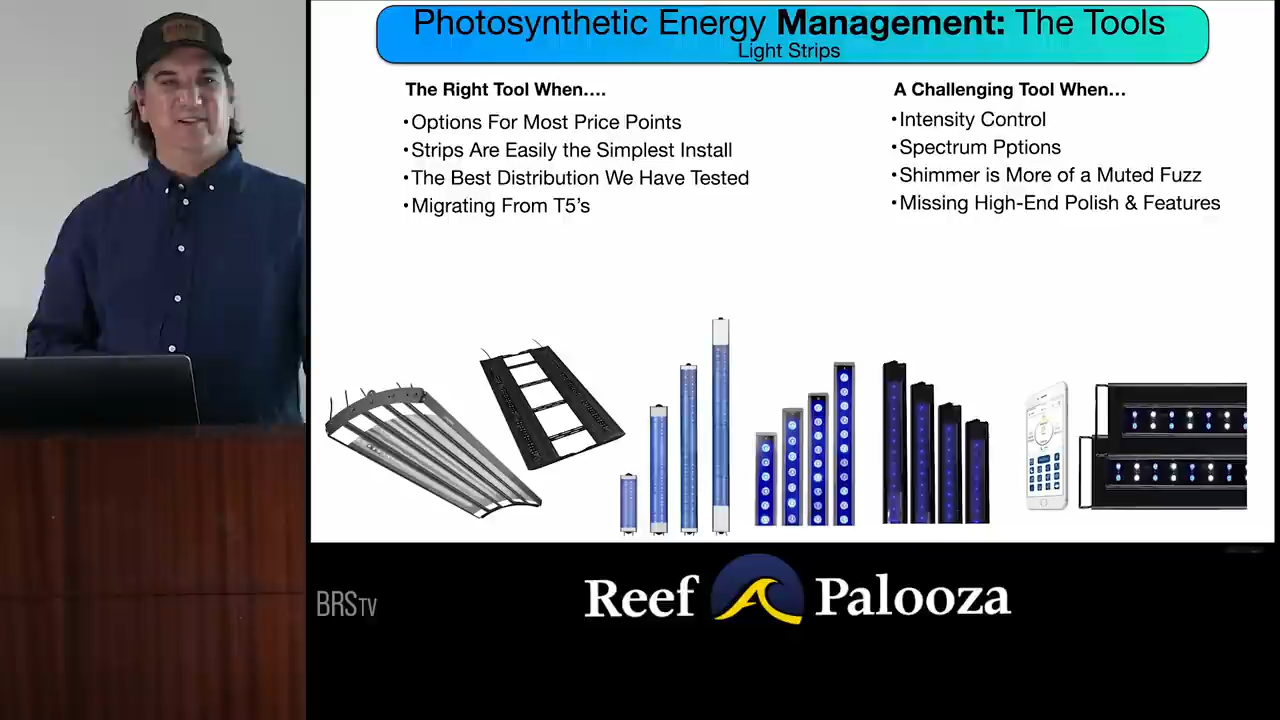 Photosynthetic Energy Management: The Tools
Light Strips
The Right Tool When....
•Options For Most Price Points
•Strips Are Easily the Simplest Install
•The Best Distribution We Have Tested
•Migrating From T5's
A Challenging Tool When...
•Intensity Control
•Spectrum Pptions
•Shimmer is More of a Muted Fuzz
•Missing High-End Polish & Features
BRSTV
Reef Palooza